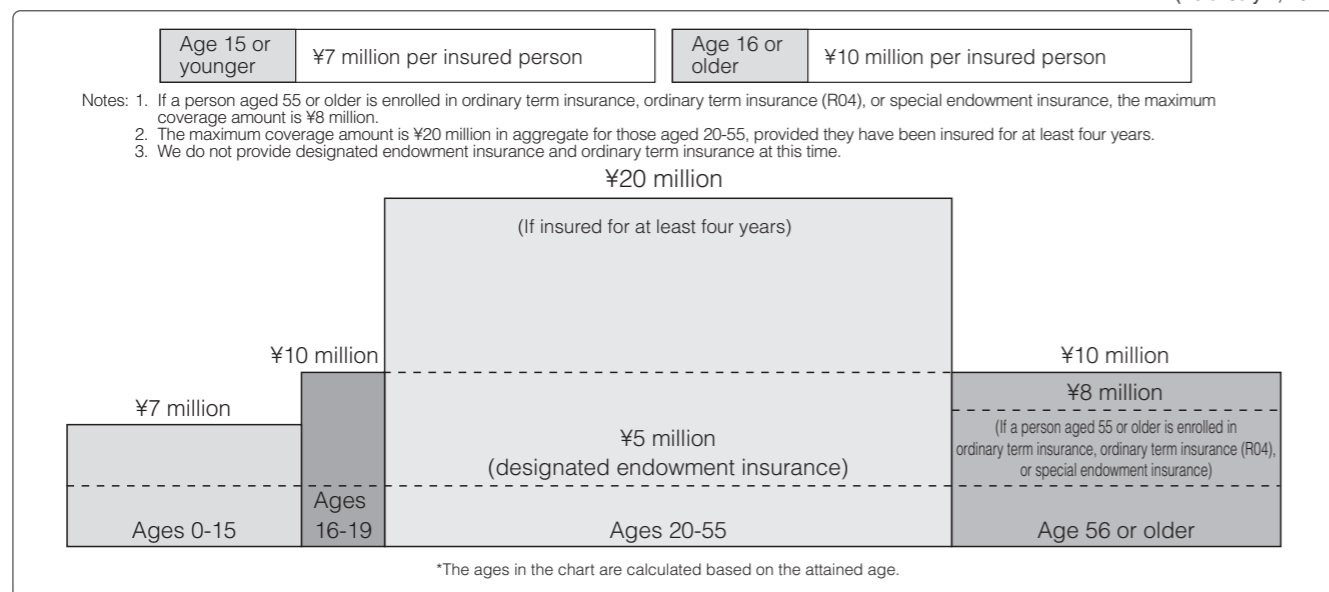 Age 15 or
younger
¥7 million per insured person
Age 16 or
older
¥10 million per insured person
Notes: 1. If a person aged 55 or older is enrolled in ordinary term insurance, ordinary term insurance (R04), or special endowment insurance, the maximum
coverage amount is ¥8 million.
2. The maximum coverage amount is ¥20 million in aggregate for those aged 20-55, provided they have been insured for at least four years.
3. We do not provide designated endowment insurance and ordinary term insurance at this time.
¥20 million
(If insured for at least four years)
¥10 million
¥10 million
¥8 million
¥7 million
(If a person aged 55 or older is enrolled in
ordinary term insurance, ordinary term insurance (R04),
or special endowment insurance)
¥5 million
(designated endowment insurance)
Ages 0-15
Ages
16-19
Ages 20-55
Age 56 or older
*The ages in the chart are calculated based on the attained age.